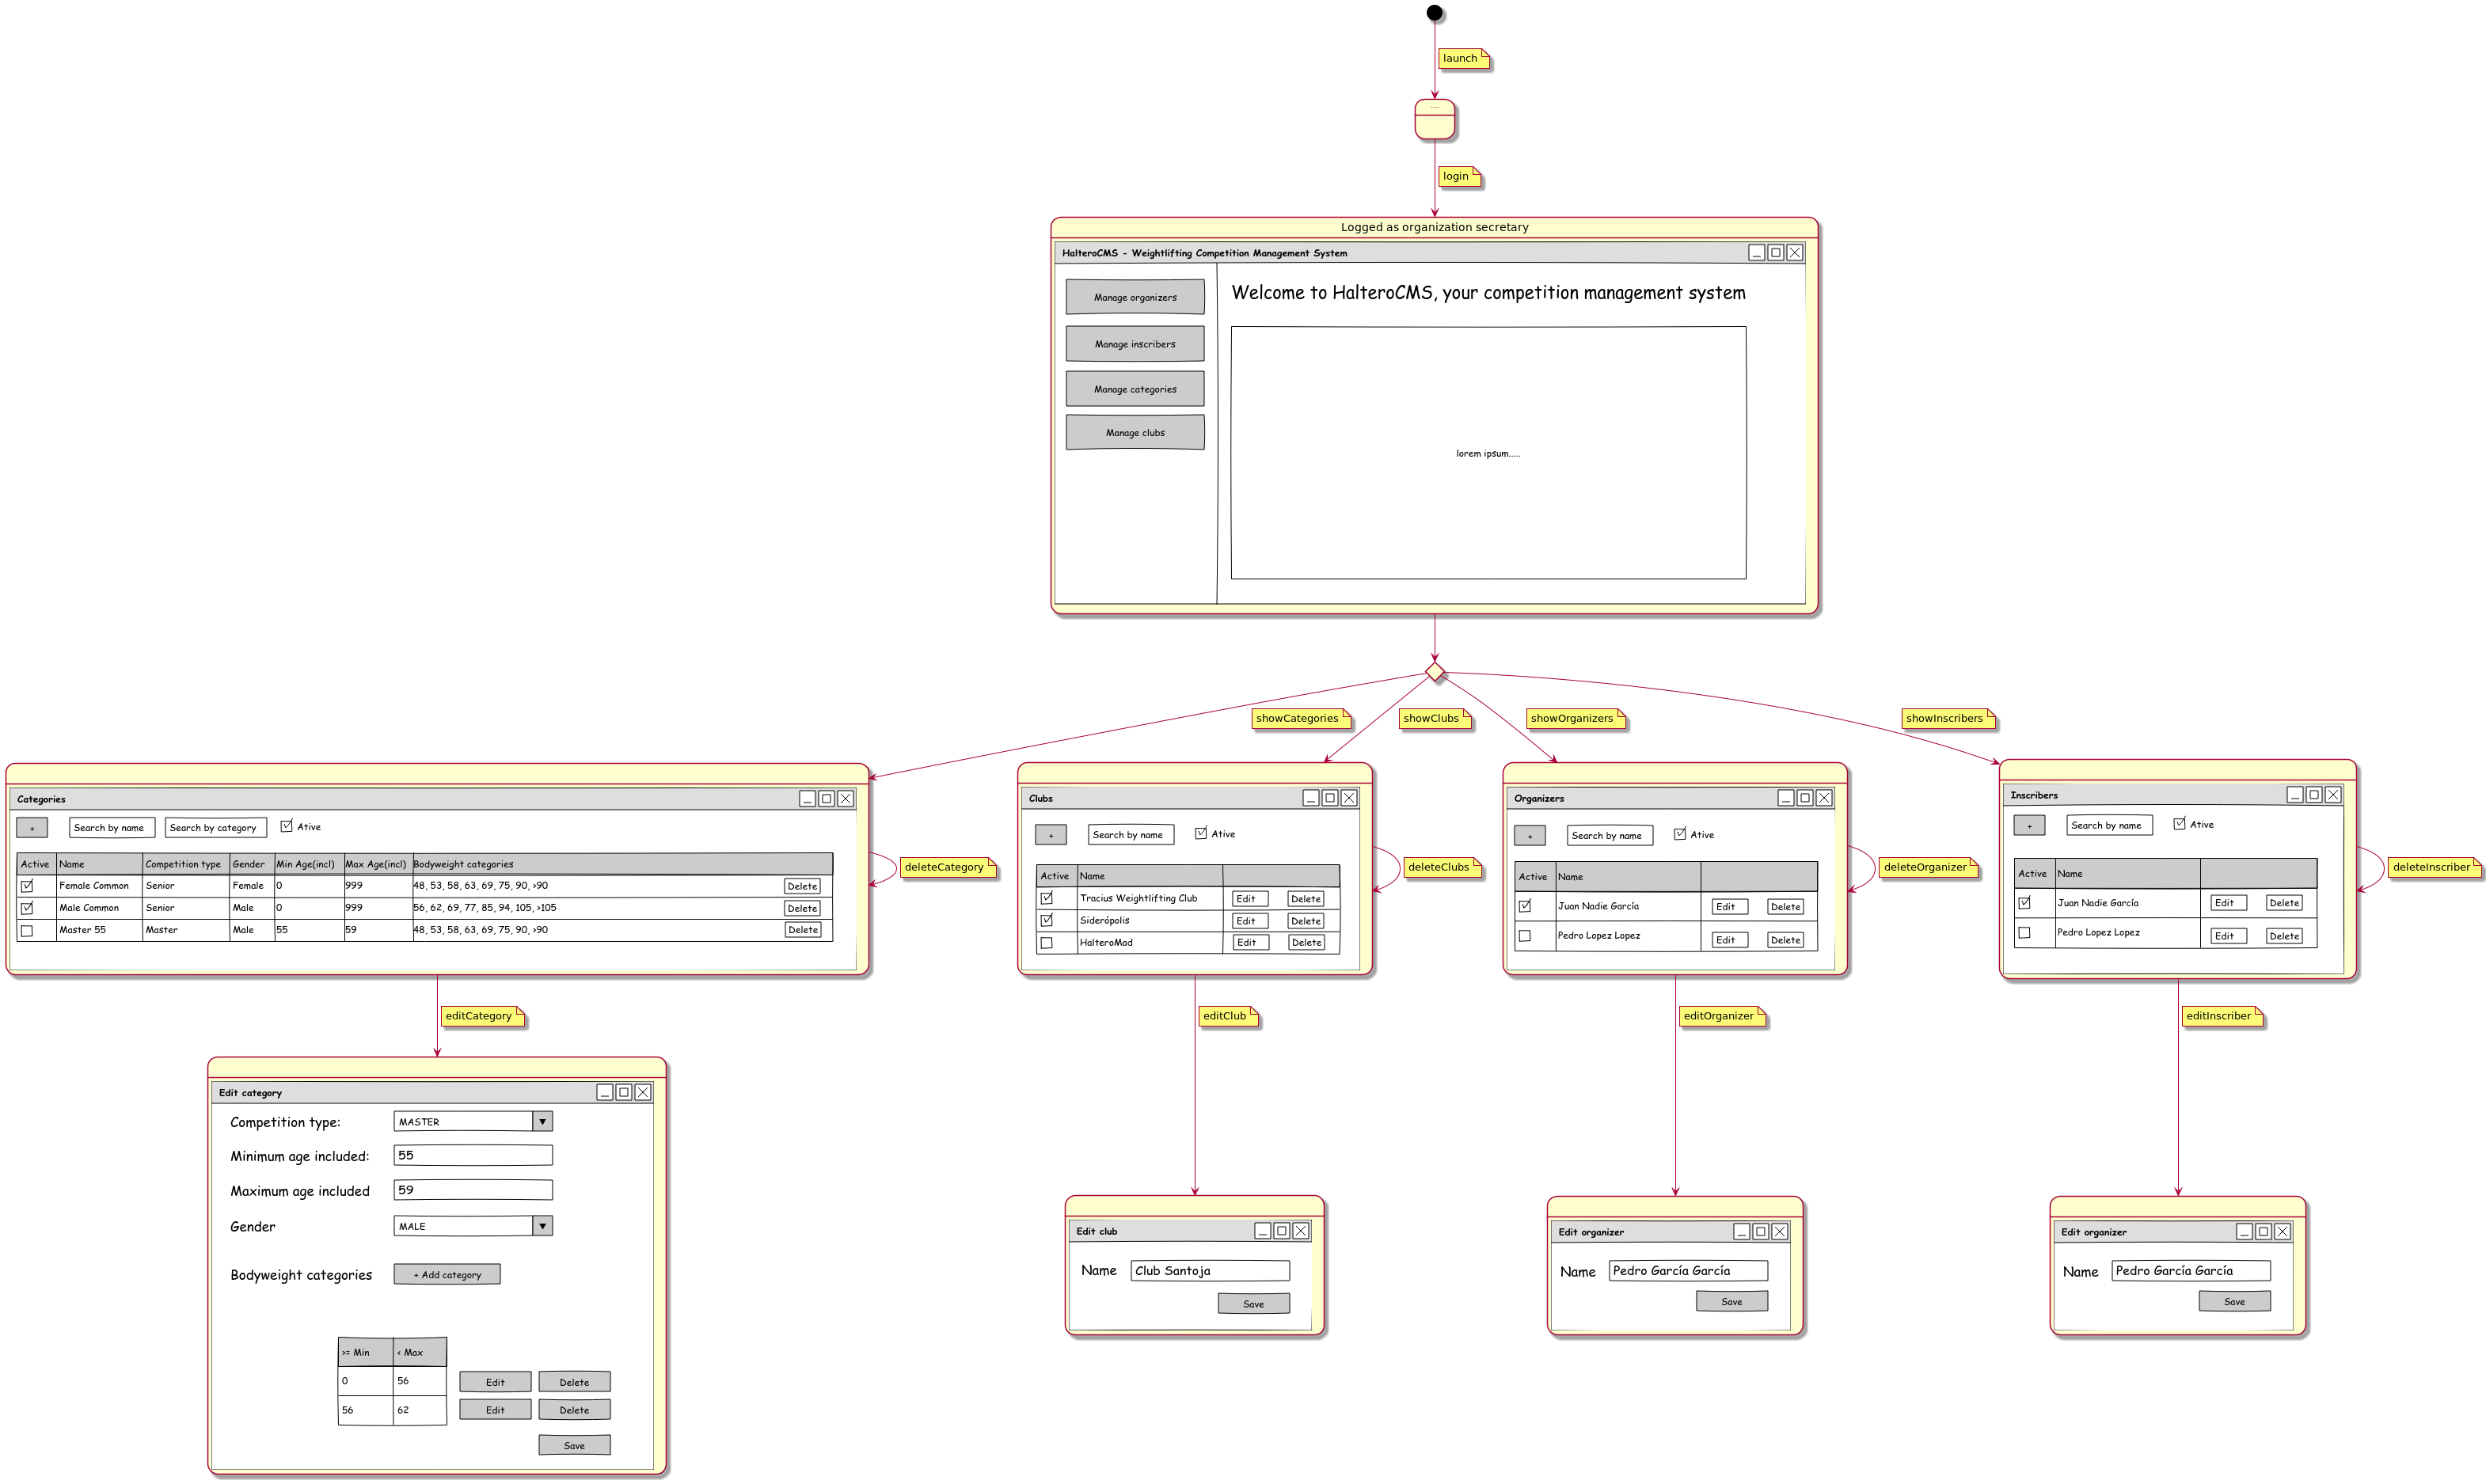 launch
....
login
Logged as organization secretary
HalteroCMS - Weightlifting Competition Management System
Manage organizers
Manage inscribers
Manage categories
Manage clubs
Welcome to HalteroCMS, your competition management system
lorem ipsum.....
showCategories
showClubs
showOrganizers
showInscribers
Categories
+ Search by name Search by category Ative
Active Name Competition type Gender Min Age(incl) Max Age(incl) Bodyweight categories
Female Common Senior Female 0 999 48, 53, 58, 63, 69, 75, 90, >90 Delete
Male Common Senior Male 0 999 56, 62, 69, 77, 85, 94, 105, >105 Delete
Master 55 Master Male 55 59 48, 53, 58, 63, 69, 75, 90, >90 Delete
deleteCategory
Clubs
+ Search by name Ative
Active Name
Tracius Weightlifting Club Edit Delete
Siderópolis Edit Delete
HalteroMad Edit Delete
deleteClubs
Organizers
+ Search by name Ative
Active Name
Juan Nadie García Edit Delete
Pedro Lopez Lopez Edit Delete
deleteOrganizer
Inscribers
+ Search by name Ative
Active Name
Juan Nadie García Edit Delete
Pedro Lopez Lopez Edit Delete
deleteInscriber
editCategory
editClub
editOrganizer
editInscriber
Edit category
Competition type: MASTER
Minimum age included: 55
Maximum age included 59
Gender MALE
Bodyweight categories + Add category
>= Min < Max
0 56 Edit Delete
56 62 Edit Delete
Save
Edit club
Name Club Santoja
Save
Edit organizer
Name Pedro García García
Save
Edit organizer
Name Pedro García García
Save